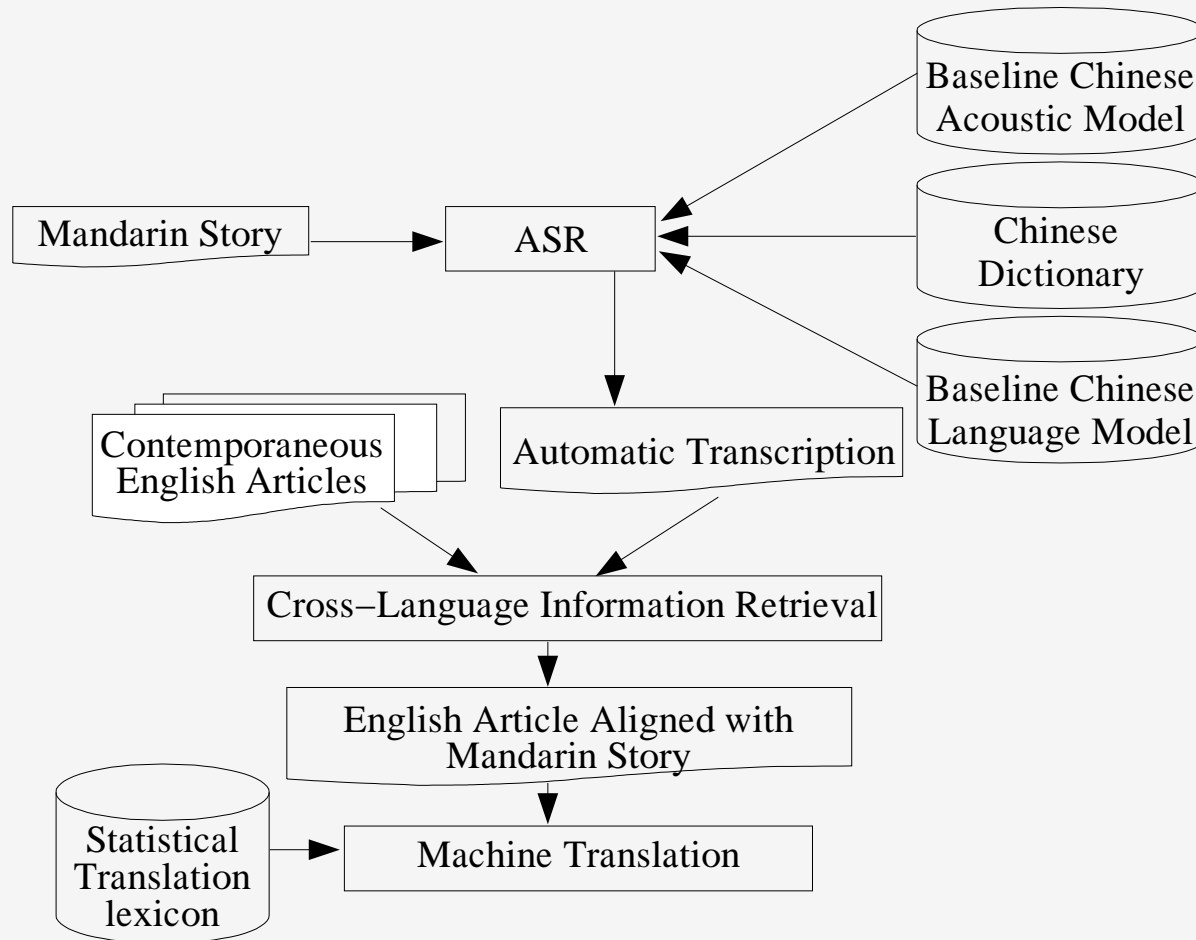 Baseline Chinese
Acoustic Model
Mandarin Story
ASR
Chinese
Dictionary
Contemporaneous
English Articles
Automatic Transcription
Baseline Chinese
Language Model
Cross−Language Information Retrieval
English Article Aligned with
Mandarin Story
Statistical
Translation
lexicon
Machine Translation